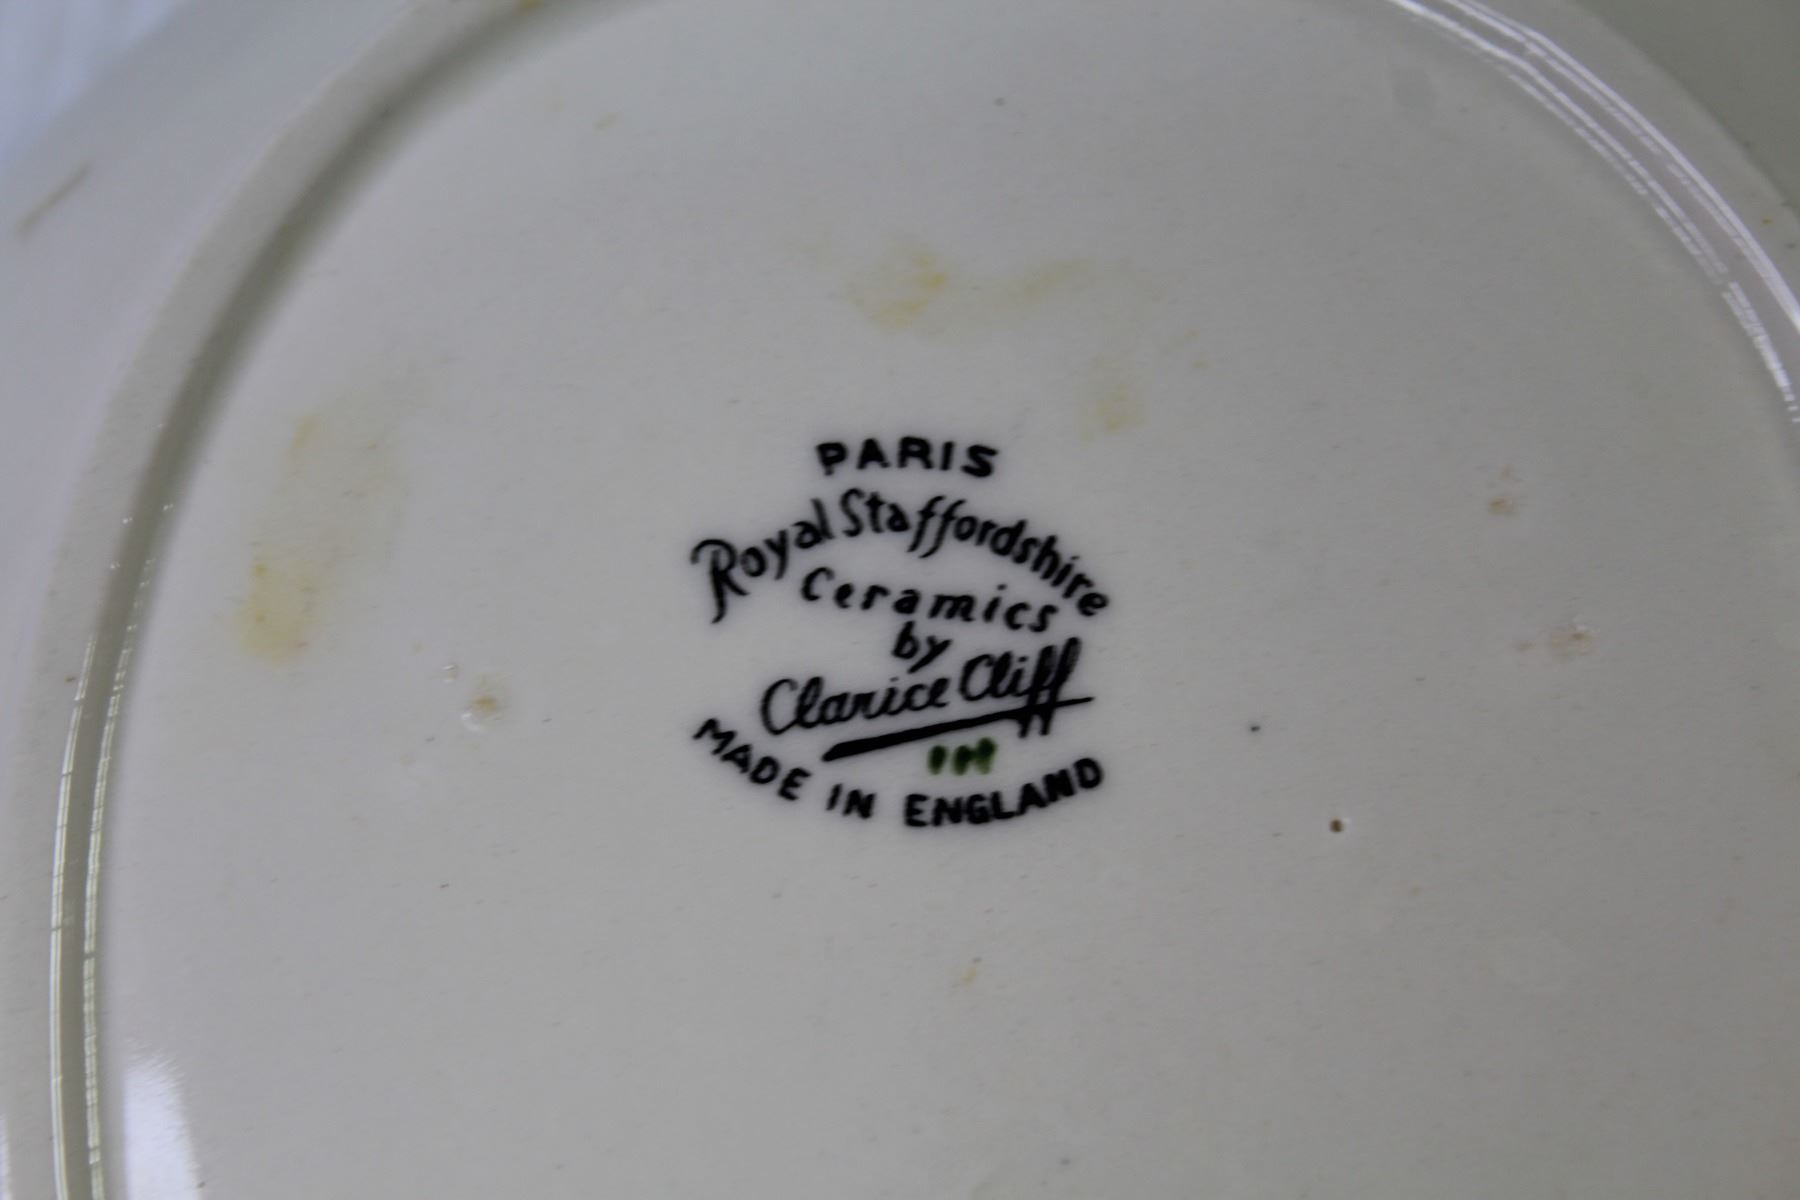 PARIS
Royal Staffordshire
Ceramics
by
Clarice Cliff
MADE IN ENGLAND